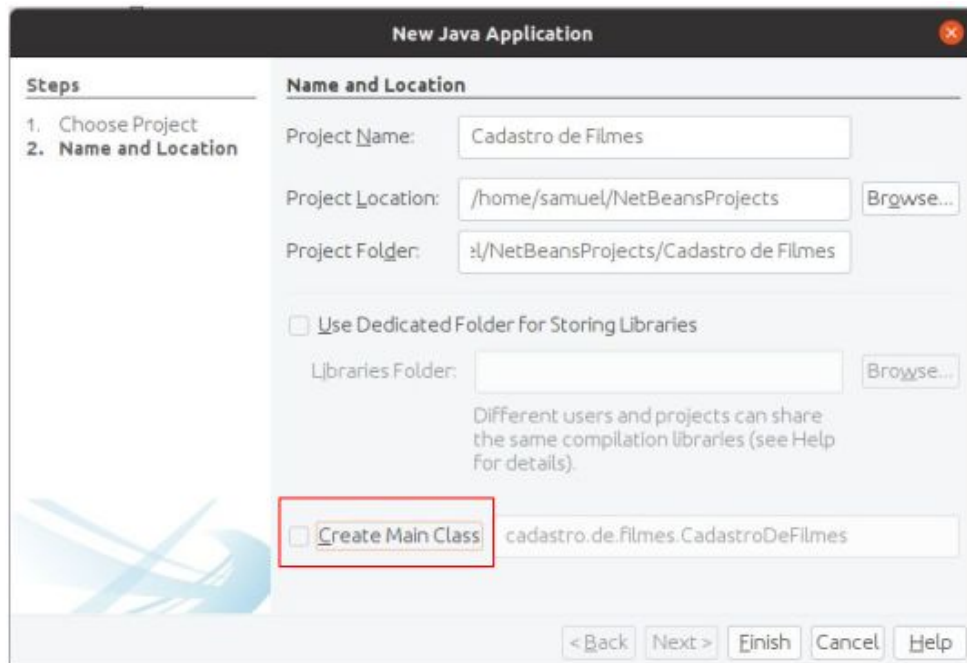 New Java Application
Steps
1. Choose Project
2. Name and Location
Name and Location
Project Name: Cadastro de Filmes
Project Location: /home/samuel/NetBeansProjects Browse...
Project Folder: el/NetBeansProjects/Cadastro de Filmes
Use Dedicated Folder for Storing Libraries
Libraries Folder: Browse...
Different users and projects can share
the same compilation libraries (see Help
for details).
Create Main Class cadastro.de.filmes.CadastroDeFilmes
< Back Next > Finish Cancel Help